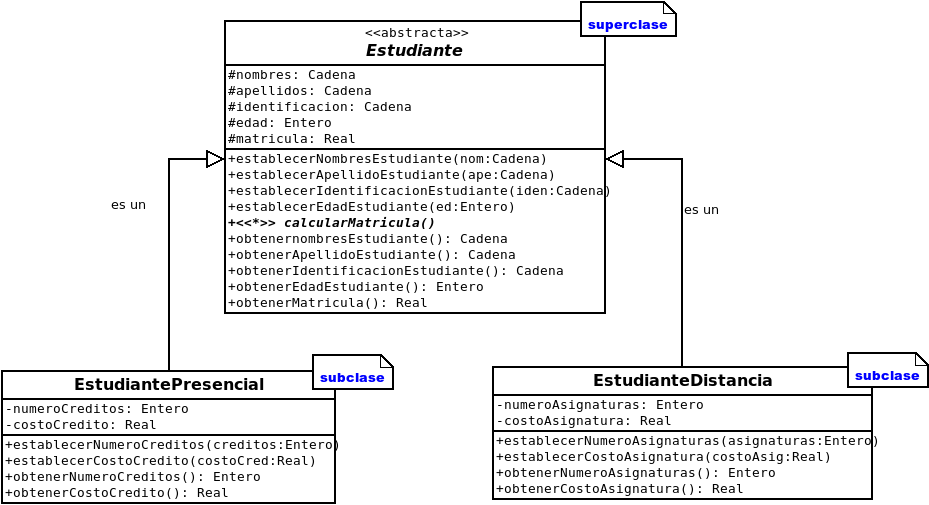 superclase
<<abstracta>>
Estudiante
#nombres: Cadena
#apellidos: Cadena
#identificacion: Cadena
#edad: Entero
#matricula: Real
+establecerNombresEstudiante(nom:Cadena)
+establecerApellidoEstudiante(ape:Cadena)
+establecerIdentificacionEstudiante(iden:Cadena)
+establecerEdadEstudiante(ed:Entero)
+<<*>> calcularMatricula()
+obtenernombresEstudiante(): Cadena
+obtenerApellidoEstudiante(): Cadena
+obtenerIdentificacionEstudiante(): Cadena
+obtenerEdadEstudiante(): Entero
+obtenerMatricula(): Real
es un
es un
subclase
EstudiantePresencial
-numeroCreditos: Entero
-costoCredito: Real
+establecerNumeroCreditos(creditos:Entero)
+establecerCostoCredito(costoCred:Real)
+obtenerNumeroCreditos(): Entero
+obtenerCostoCredito(): Real
subclase
EstudianteDistancia
-numeroAsignaturas: Entero
-costoAsignatura: Real
+establecerNumeroAsignaturas(asignaturas:Entero)
+establecerCostoAsignatura(costoAsig:Real)
+obtenerNumeroAsignaturas(): Entero
+obtenerCostoAsignatura(): Real